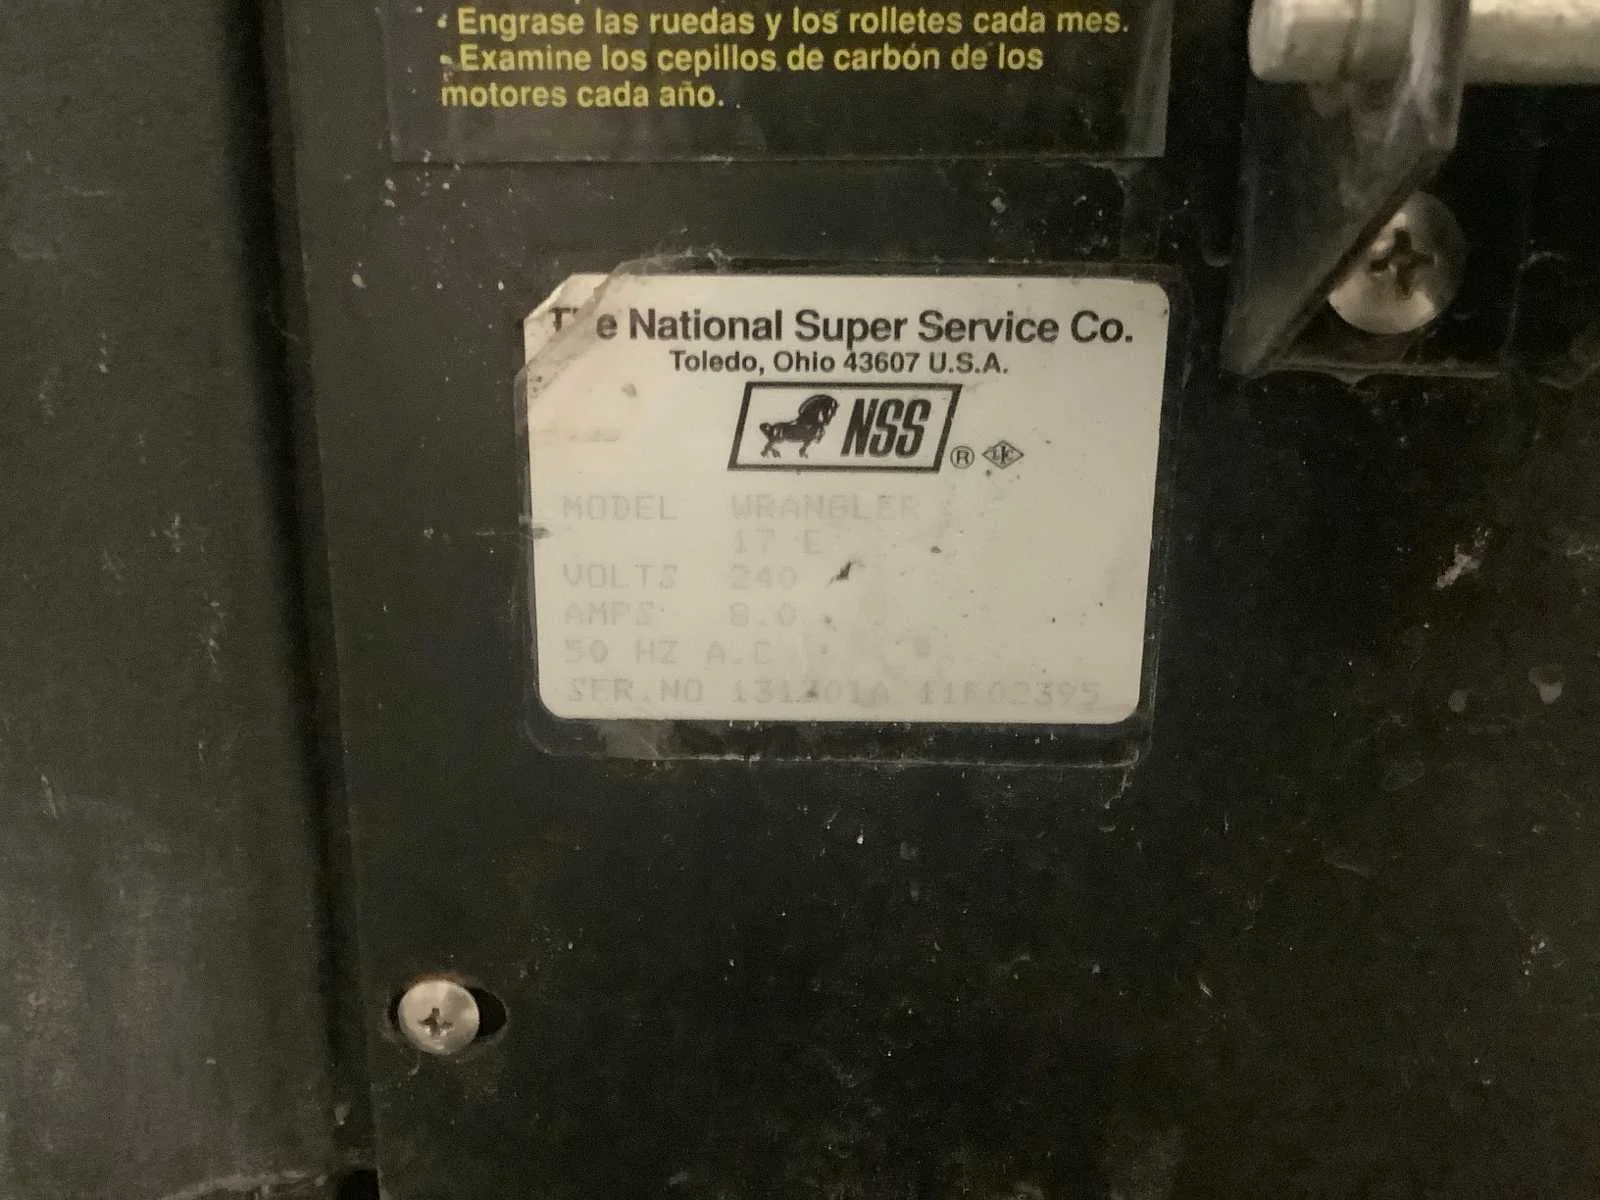 • Engrase las ruedas y los rolletes cada mes.
• Examine los cepillos de carbón de los
motores cada año.
The National Super Service Co.
Toledo, Ohio 43607 U.S.A.
NSS ®
MODEL WRANGLER
17 E
VOLTS 240
AMPS 8.0
50 HZ A.C
SER.NO